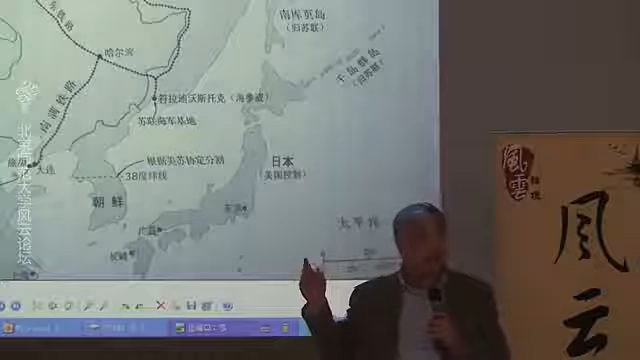 南库页岛
(归苏联)
千岛群岛
(归苏联)
哈尔滨
南满铁路
符拉迪沃斯托克(海参崴)
苏联海军基地
大连
根据美苏协定分割
38度纬线
朝鲜
日本
(美国控制)
东京
广岛
长崎
太平洋
风云
北京师范大学风云论坛
風雲